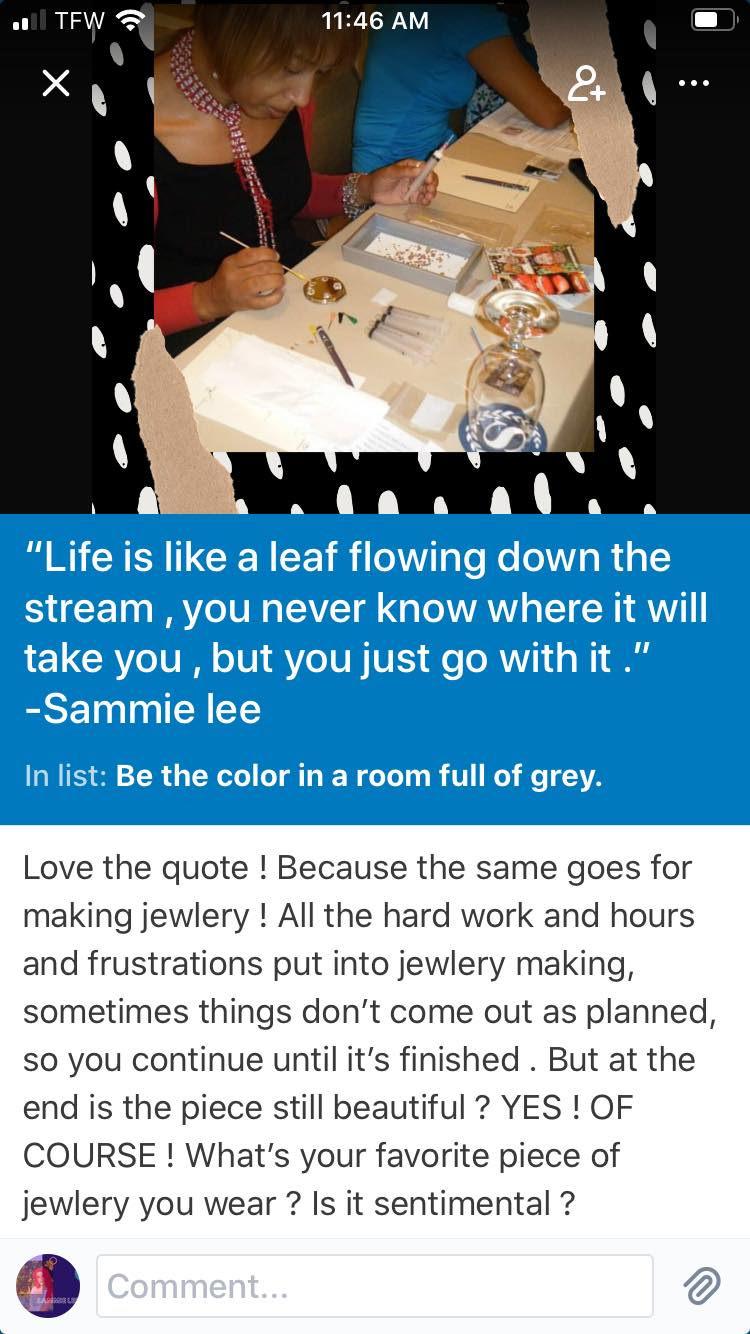 TFW
11:46 AM
“Life is like a leaf flowing down the
stream , you never know where it will
take you , but you just go with it .”
-Sammie lee
In list: Be the color in a room full of grey.
Love the quote ! Because the same goes for
making jewlery ! All the hard work and hours
and frustrations put into jewlery making,
sometimes things don’t come out as planned,
so you continue until it’s finished . But at the
end is the piece still beautiful ? YES ! OF
COURSE ! What’s your favorite piece of
jewlery you wear ? Is it sentimental ?
Comment...